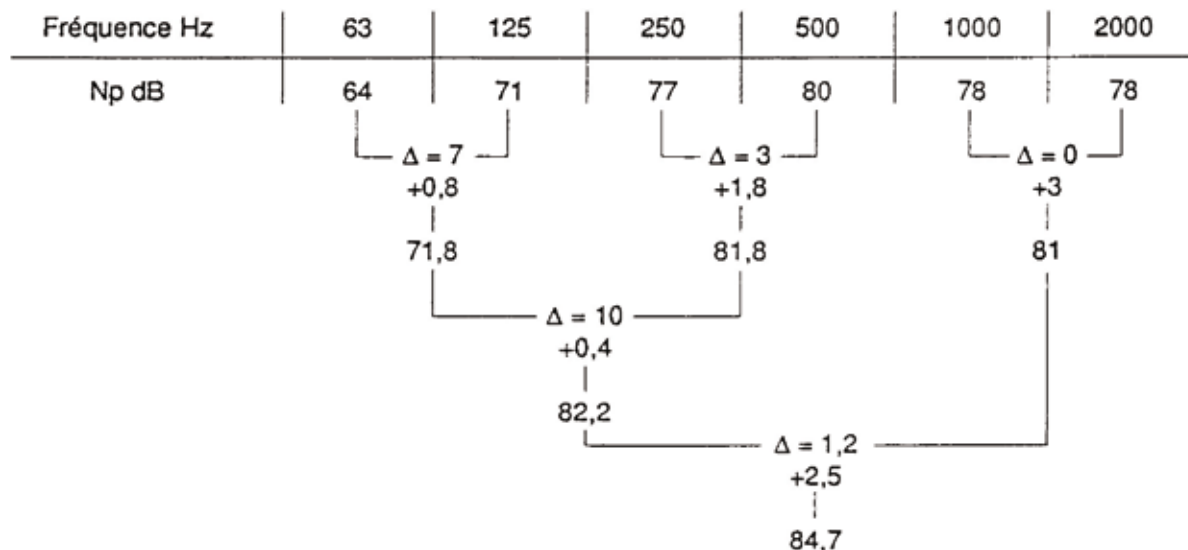 Fréquence Hz 63 125 250 500 1000 2000
Np dB 64 71 77 80 78 78
Δ = 7 Δ = 3 Δ = 0
+0,8 +1,8 +3
71,8 81,8 81
Δ = 10
+0,4
82,2
Δ = 1,2
+2,5
84,7